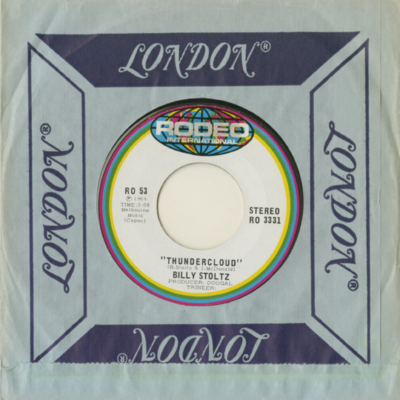 LONDON®
LONDON®
LONDON®
LONDON®
RODEO
INTERNATIONAL
RO 53
STEREO
RO 3331
"THUNDERCLOUD"
BILLY STOLTZ
PRODUCER: DOUGAL
TRINEER